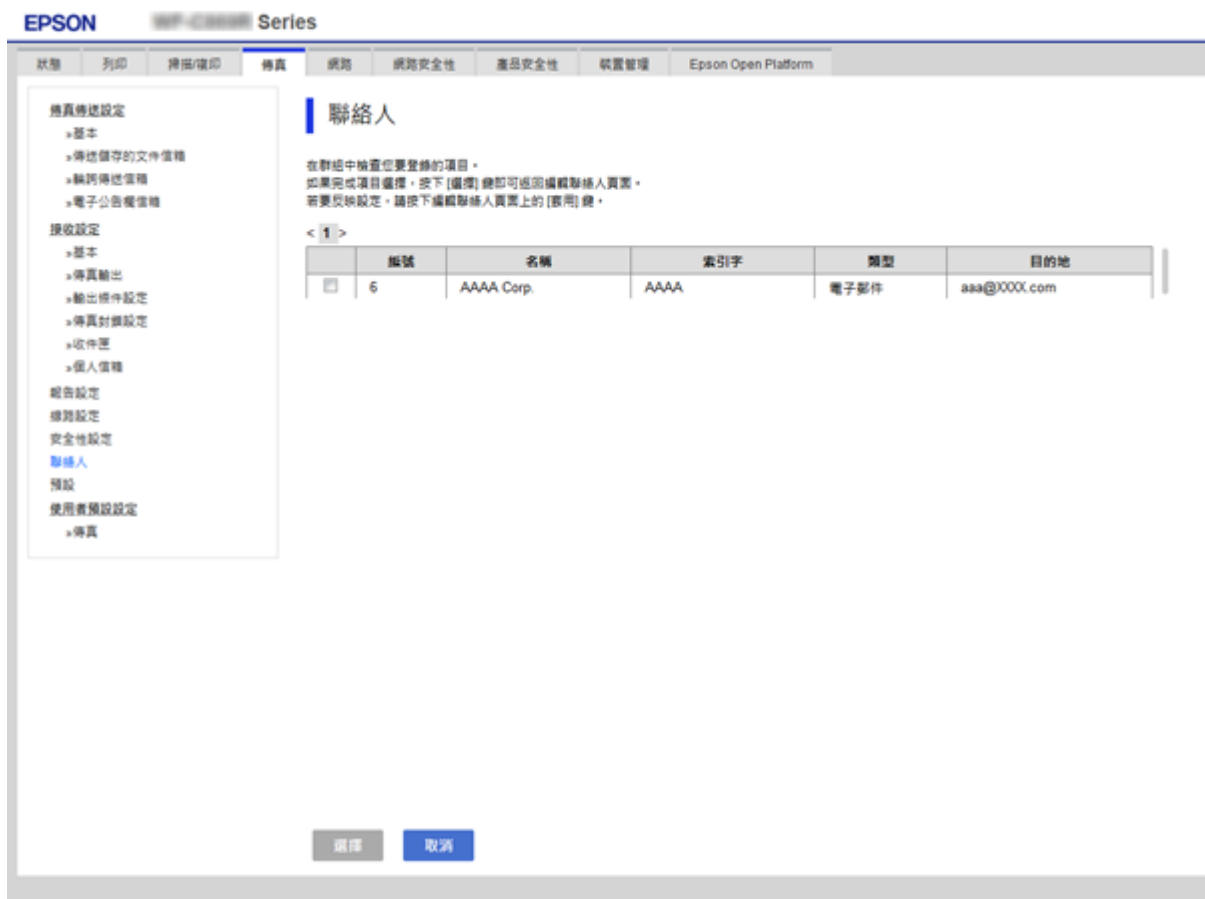 EPSON Series
狀態 列印 掃描/複印 傳真 網路 網路安全性 產品安全性 裝置管理 Epson Open Platform
傳真傳送設定
»基本
»傳送儲存的文件信箱
»輪詢傳送信箱
»電子公告欄信箱
接收設定
»基本
»傳真輸出
»輸出條件設定
»傳真封鎖設定
»收件匣
»個人信箱
報告設定
線路設定
安全性設定
聯絡人
預設
使用者預設設定
»傳真
聯絡人
在群組中檢查您要登錄的項目。
如果完成項目選擇，按下 [選擇] 鍵即可返回編輯聯絡人頁面。
若要反映設定，請按下編輯聯絡人頁面上的 [套用] 鍵。
< 1 >
編號 名稱 索引字 類型 目的地
6 AAAA Corp. AAAA 電子郵件 aaa@XXXX.com
選擇 取消